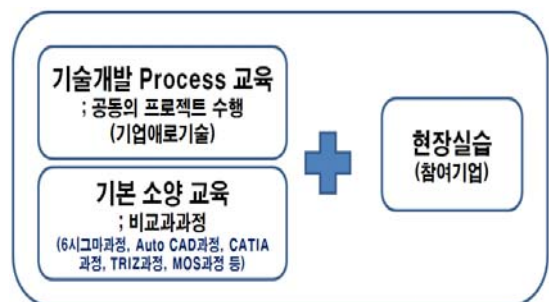 기술개발 Process 교육
; 공동의 프로젝트 수행
(기업애로기술)
기본 소양 교육
; 비교과과정
(6시그마과정, Auto CAD과정, CATIA
과정, TRIZ과정, MOS과정 등)
현장실습
(참여기업)